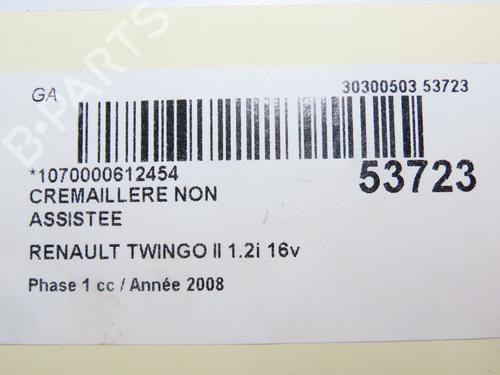 GA
30300503 53723
*1070000612454
53723
CREMAILLERE NON
ASSISTEE
RENAULT TWINGO II 1.2i 16v
Phase 1 cc / Année 2008
B-PARTS